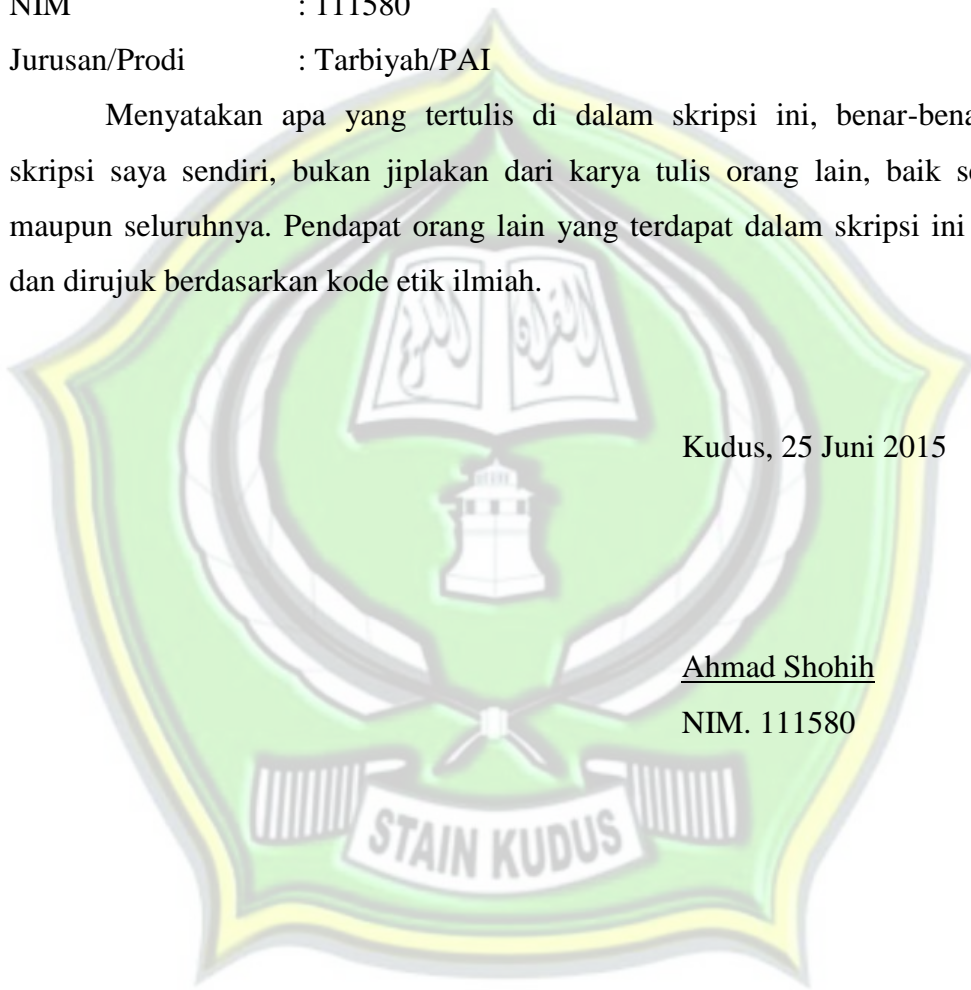 NIM : 111580
Jurusan/Prodi : Tarbiyah/PAI
Menyatakan apa yang tertulis di dalam skripsi ini, benar-bena
skripsi saya sendiri, bukan jiplakan dari karya tulis orang lain, baik se
maupun seluruhnya. Pendapat orang lain yang terdapat dalam skripsi ini
dan dirujuk berdasarkan kode etik ilmiah.
Kudus, 25 Juni 2015
Ahmad Shohih
NIM. 111580
STAIN KUDUS